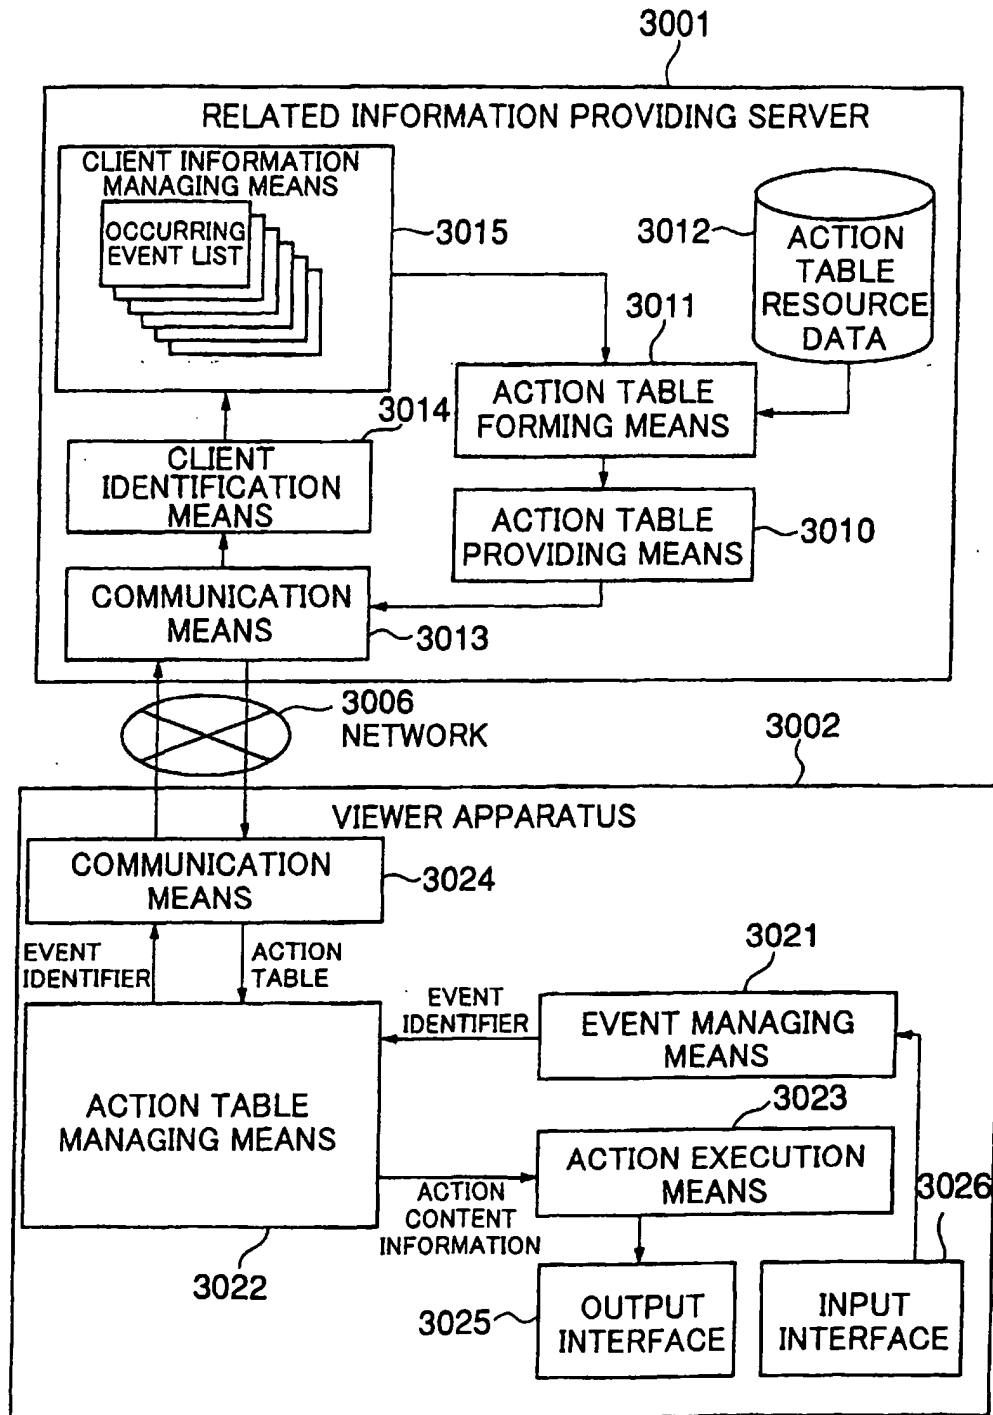 3001
RELATED INFORMATION PROVIDING SERVER
CLIENT INFORMATION
MANAGING MEANS
OCCURRING
EVENT LIST
3015
3012
ACTION
TABLE
RESOURCE
DATA
3011
ACTION TABLE
FORMING MEANS
3014
CLIENT
IDENTIFICATION
MEANS
ACTION TABLE
PROVIDING MEANS
3010
COMMUNICATION
MEANS
3013
3006
NETWORK
3002
VIEWER APPARATUS
COMMUNICATION
MEANS
3024
EVENT
IDENTIFIER
ACTION
TABLE
3021
EVENT
IDENTIFIER
EVENT MANAGING
MEANS
3023
ACTION TABLE
MANAGING MEANS
ACTION EXECUTION
MEANS
3026
ACTION
CONTENT
INFORMATION
3022
3025
OUTPUT
INTERFACE
INPUT
INTERFACE